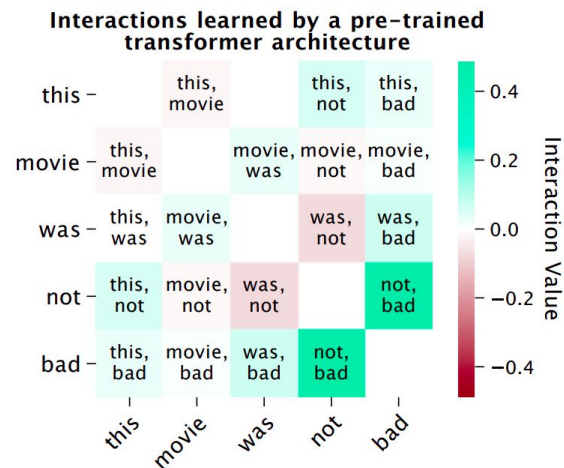 Interactions learned by a pre-trained
transformer architecture
this
this,
movie
this,
not
this,
bad
movie
this,
movie
movie,
was
movie,
not
movie,
bad
was
this,
was
movie,
was
was,
not
was,
bad
not
this,
not
movie,
not
was,
not
not,
bad
bad
this,
bad
movie,
bad
was,
bad
not,
bad
this
movie
was
not
bad
0.4
0.2
0.0
−0.2
−0.4
Interaction Value